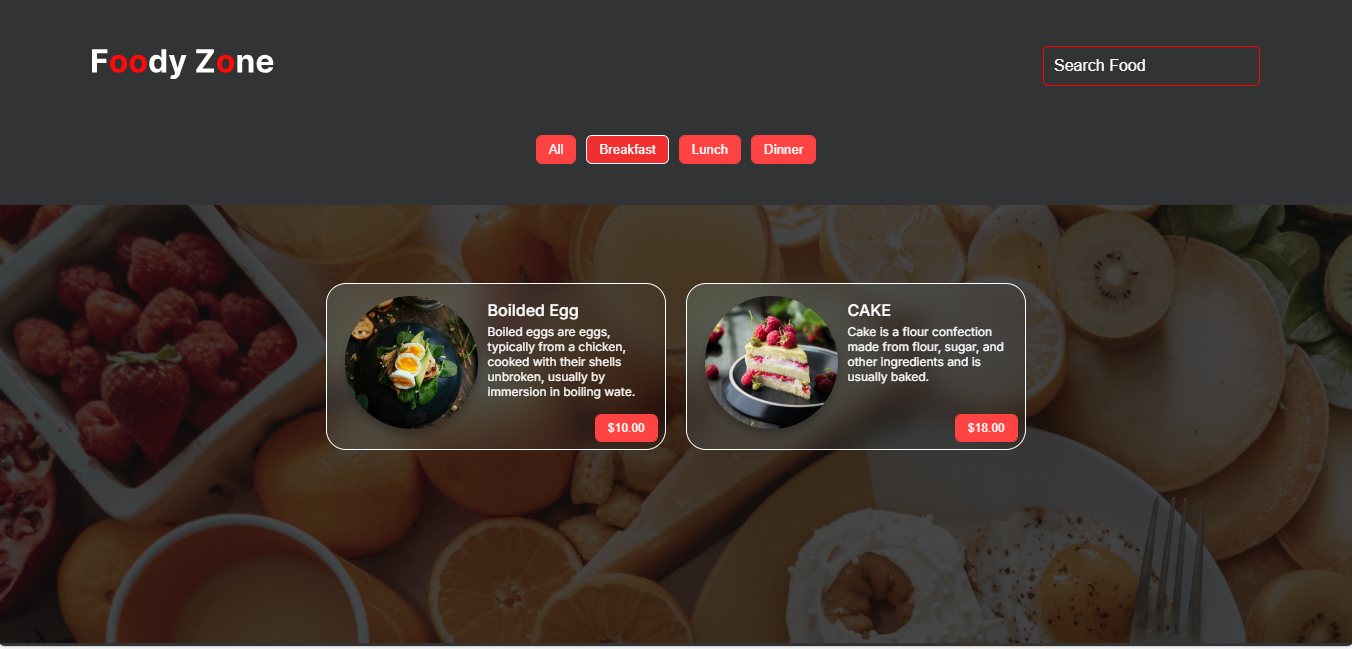 Foody Zone
Search Food
All
Breakfast
Lunch
Dinner
Boilded Egg
Boiled eggs are eggs,
typically from a chicken,
cooked with their shells
unbroken, usually by
immersion in boiling wate.
$10.00
CAKE
Cake is a flour confection
made from flour, sugar, and
other ingredients and is
usually baked.
$18.00